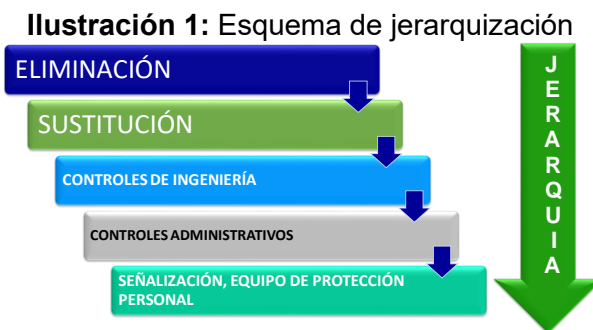 Ilustración 1: Esquema de jerarquización
ELIMINACIÓN
SUSTITUCIÓN
CONTROLES DE INGENIERÍA
CONTROLES ADMINISTRATIVOS
SEÑALIZACIÓN, EQUIPO DE PROTECCIÓN
PERSONAL
J
E
R
A
R
Q
U
I
A